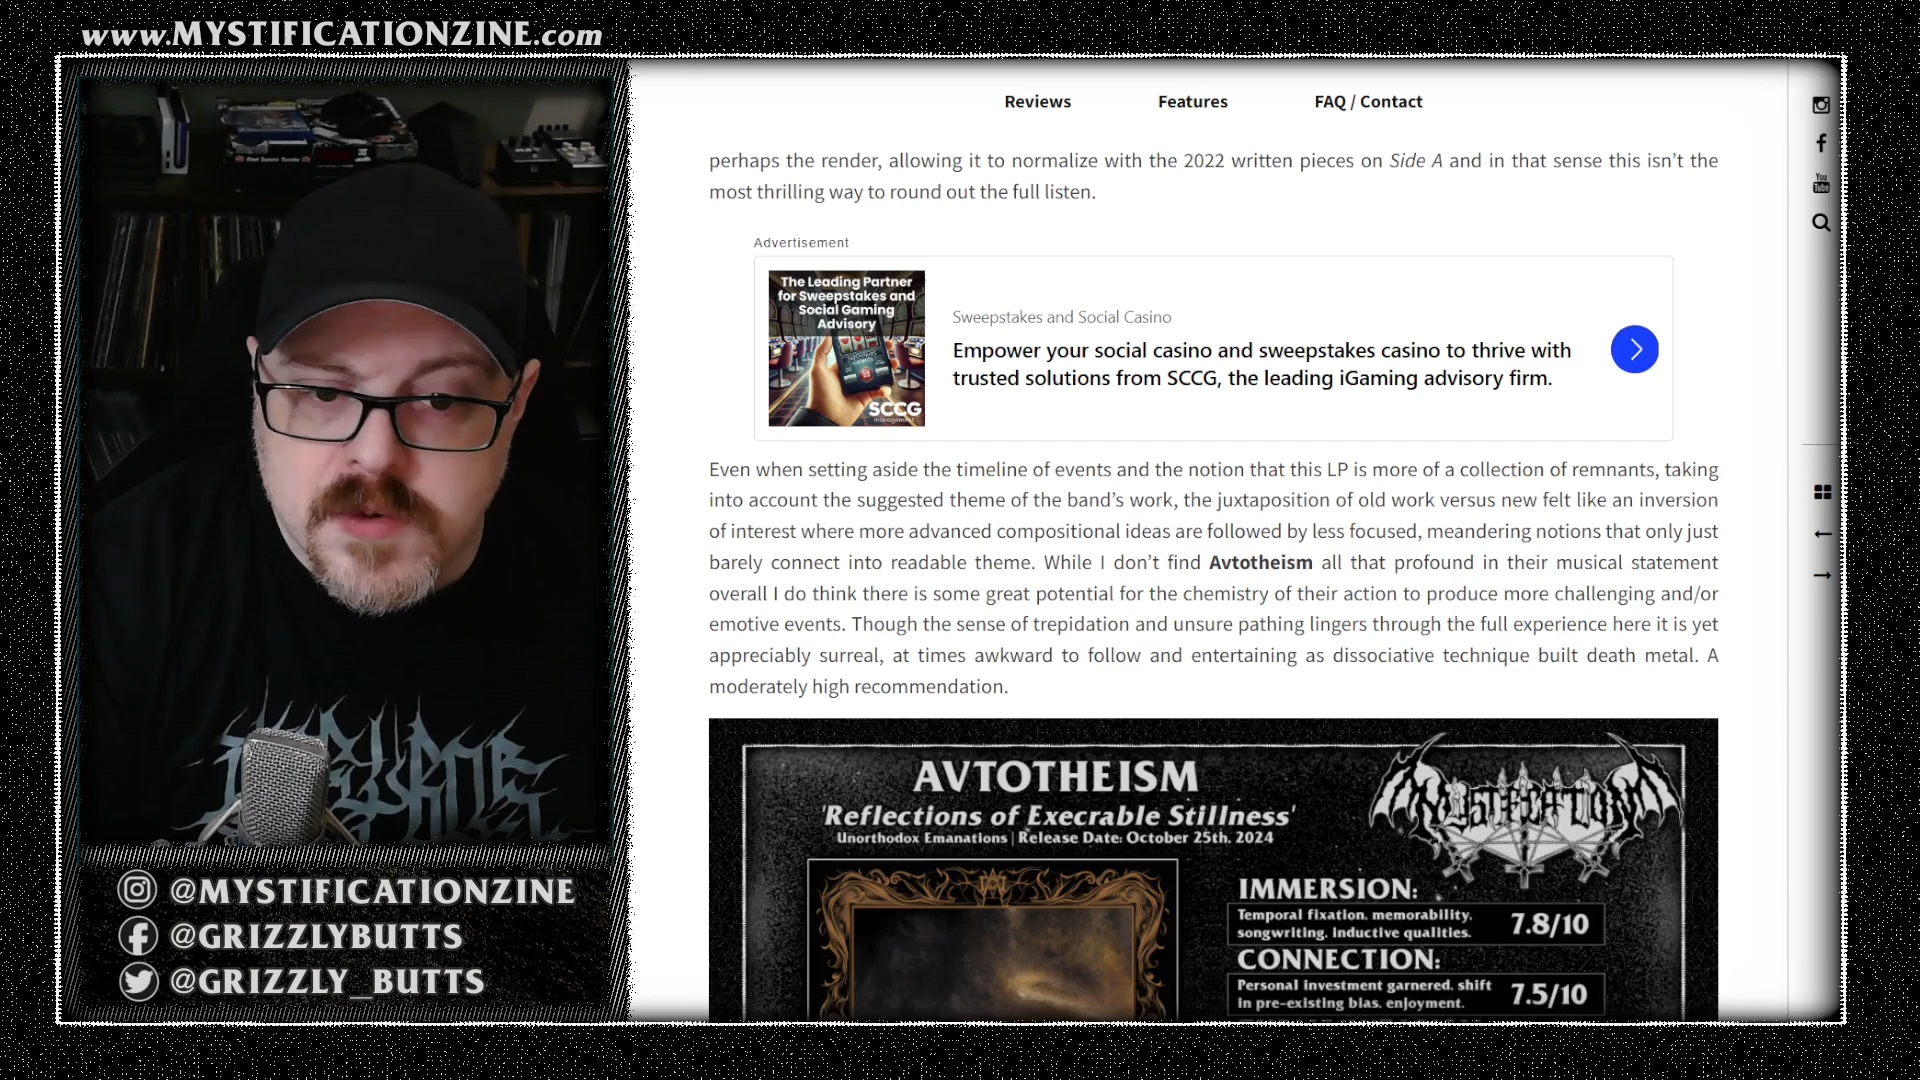 www.MYSTIFICATIONZINE.com
Reviews
Features
FAQ / Contact
perhaps the render, allowing it to normalize with the 2022 written pieces on Side A and in that sense this isn’t the
most thrilling way to round out the full listen.
Advertisement
The Leading Partner
for Sweepstakes and
Social Gaming
Advisory
SCCG
management
Sweepstakes and Social Casino
Empower your social casino and sweepstakes casino to thrive with
trusted solutions from SCCG, the leading iGaming advisory firm.
You
Tube
Even when setting aside the timeline of events and the notion that this LP is more of a collection of remnants, taking
into account the suggested theme of the band’s work, the juxtaposition of old work versus new felt like an inversion
of interest where more advanced compositional ideas are followed by less focused, meandering notions that only just
barely connect into readable theme. While I don’t find Avtotheism all that profound in their musical statement
overall I do think there is some great potential for the chemistry of their action to produce more challenging and/or
emotive events. Though the sense of trepidation and unsure pathing lingers through the full experience here it is yet
appreciably surreal, at times awkward to follow and entertaining as dissociative technique built death metal. A
moderately high recommendation.
AVTOTHEISM
'Reflections of Execrable Stillness'
Unorthodox Emanations | Release Date: October 25th, 2024
MYSTIFICATION
IMMERSION:
Temporal fixation, memorability,
songwriting, inductive qualities.
7.8/10
CONNECTION:
Personal investment garnered, shift
in pre-existing bias, enjoyment.
7.5/10
@MYSTIFICATIONZINE
@GRIZZLYBUTTS
@GRIZZLY_BUTTS